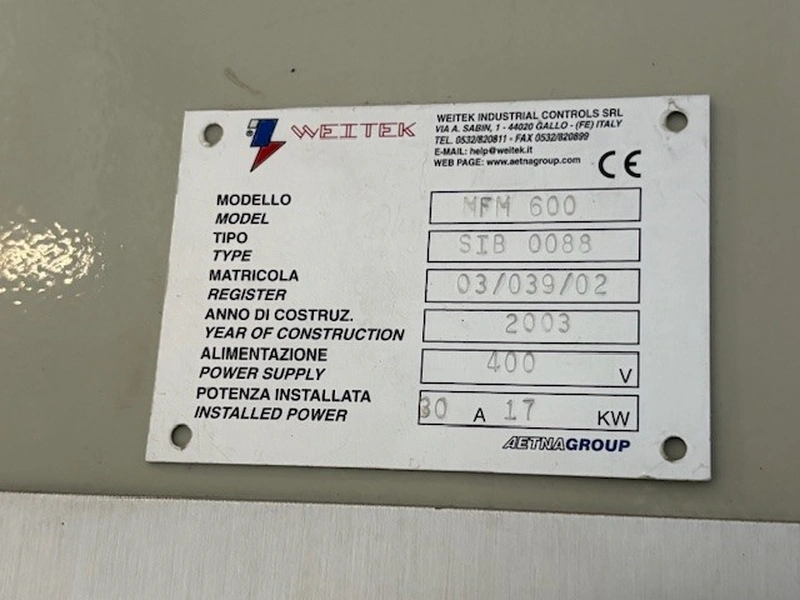 WEITEK
WEITEK INDUSTRIAL CONTROLS SRL
VIA A. SABIN, 1 - 44020 GALLO - (FE) ITALY
TEL. 0532/820811 - FAX 0532/820899
E-MAIL: help@weitek.it
WEB PAGE: www.aetnagroup.com
CE
MODELLO
MODEL
MFM 600
TIPO
TYPE
SIB 0088
MATRICOLA
REGISTER
03/039/02
ANNO DI COSTRUZ.
YEAR OF CONSTRUCTION
2003
ALIMENTAZIONE
POWER SUPPLY
400 V
POTENZA INSTALLATA
INSTALLED POWER
30 A 17 KW
AETNAGROUP